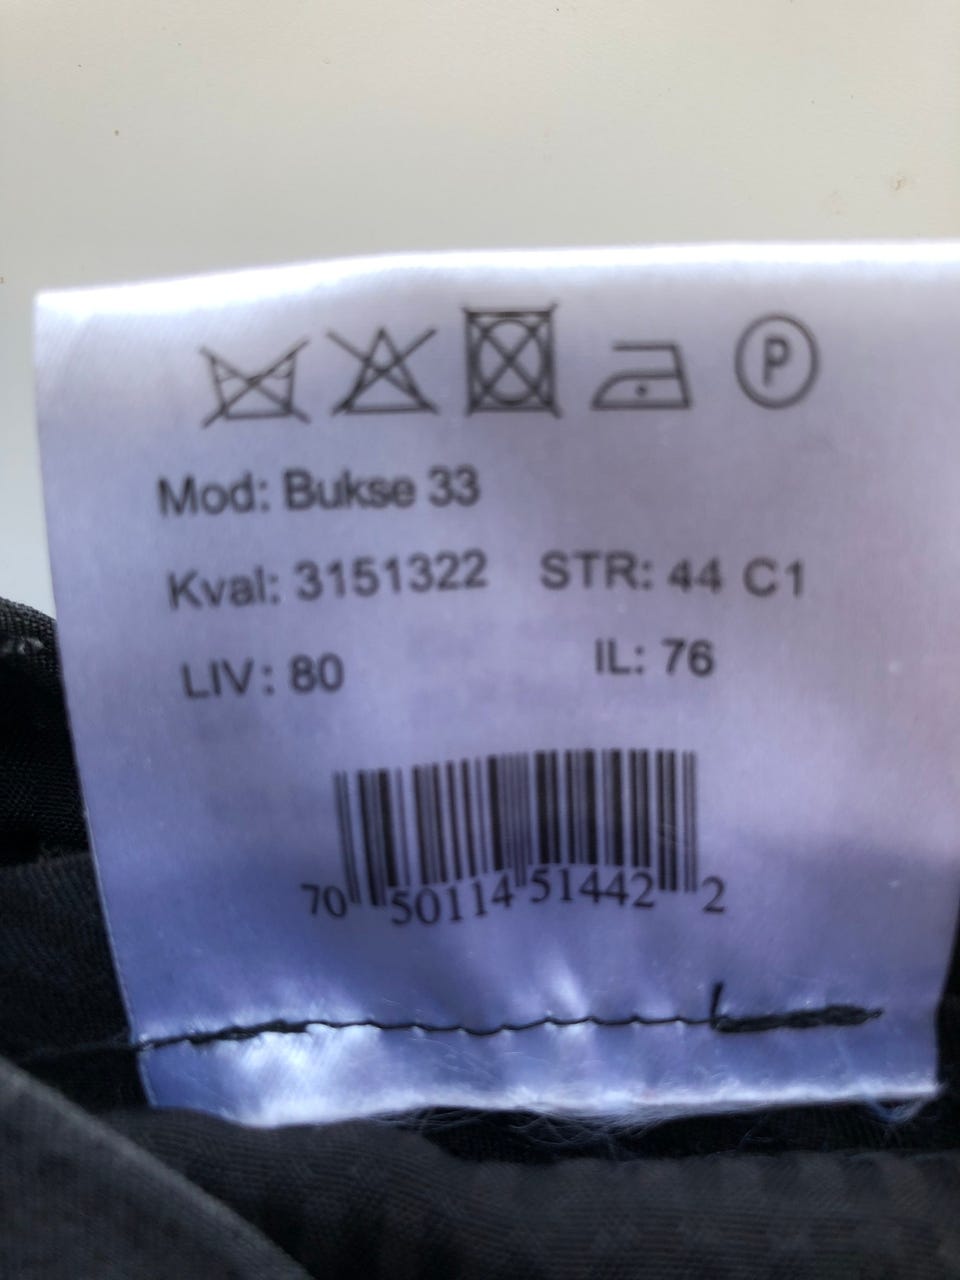 P
Mod: Bukse 33
Kval: 3151322 STR: 44 C1
LIV: 80 IL: 76
70 50114 51442 2